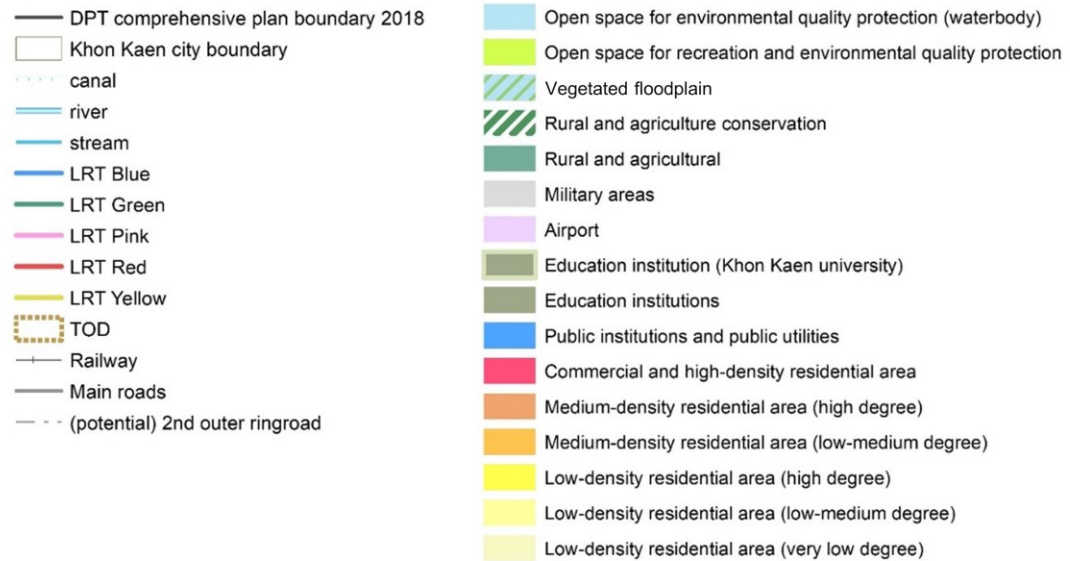 DPT comprehensive plan boundary 2018
Khon Kaen city boundary
canal
river
stream
LRT Blue
LRT Green
LRT Pink
LRT Red
LRT Yellow
TOD
Railway
Main roads
(potential) 2nd outer ringroad
Open space for environmental quality protection (waterbody)
Open space for recreation and environmental quality protection
Vegetated floodplain
Rural and agriculture conservation
Rural and agricultural
Military areas
Airport
Education institution (Khon Kaen university)
Education institutions
Public institutions and public utilities
Commercial and high-density residential area
Medium-density residential area (high degree)
Medium-density residential area (low-medium degree)
Low-density residential area (high degree)
Low-density residential area (low-medium degree)
Low-density residential area (very low degree)